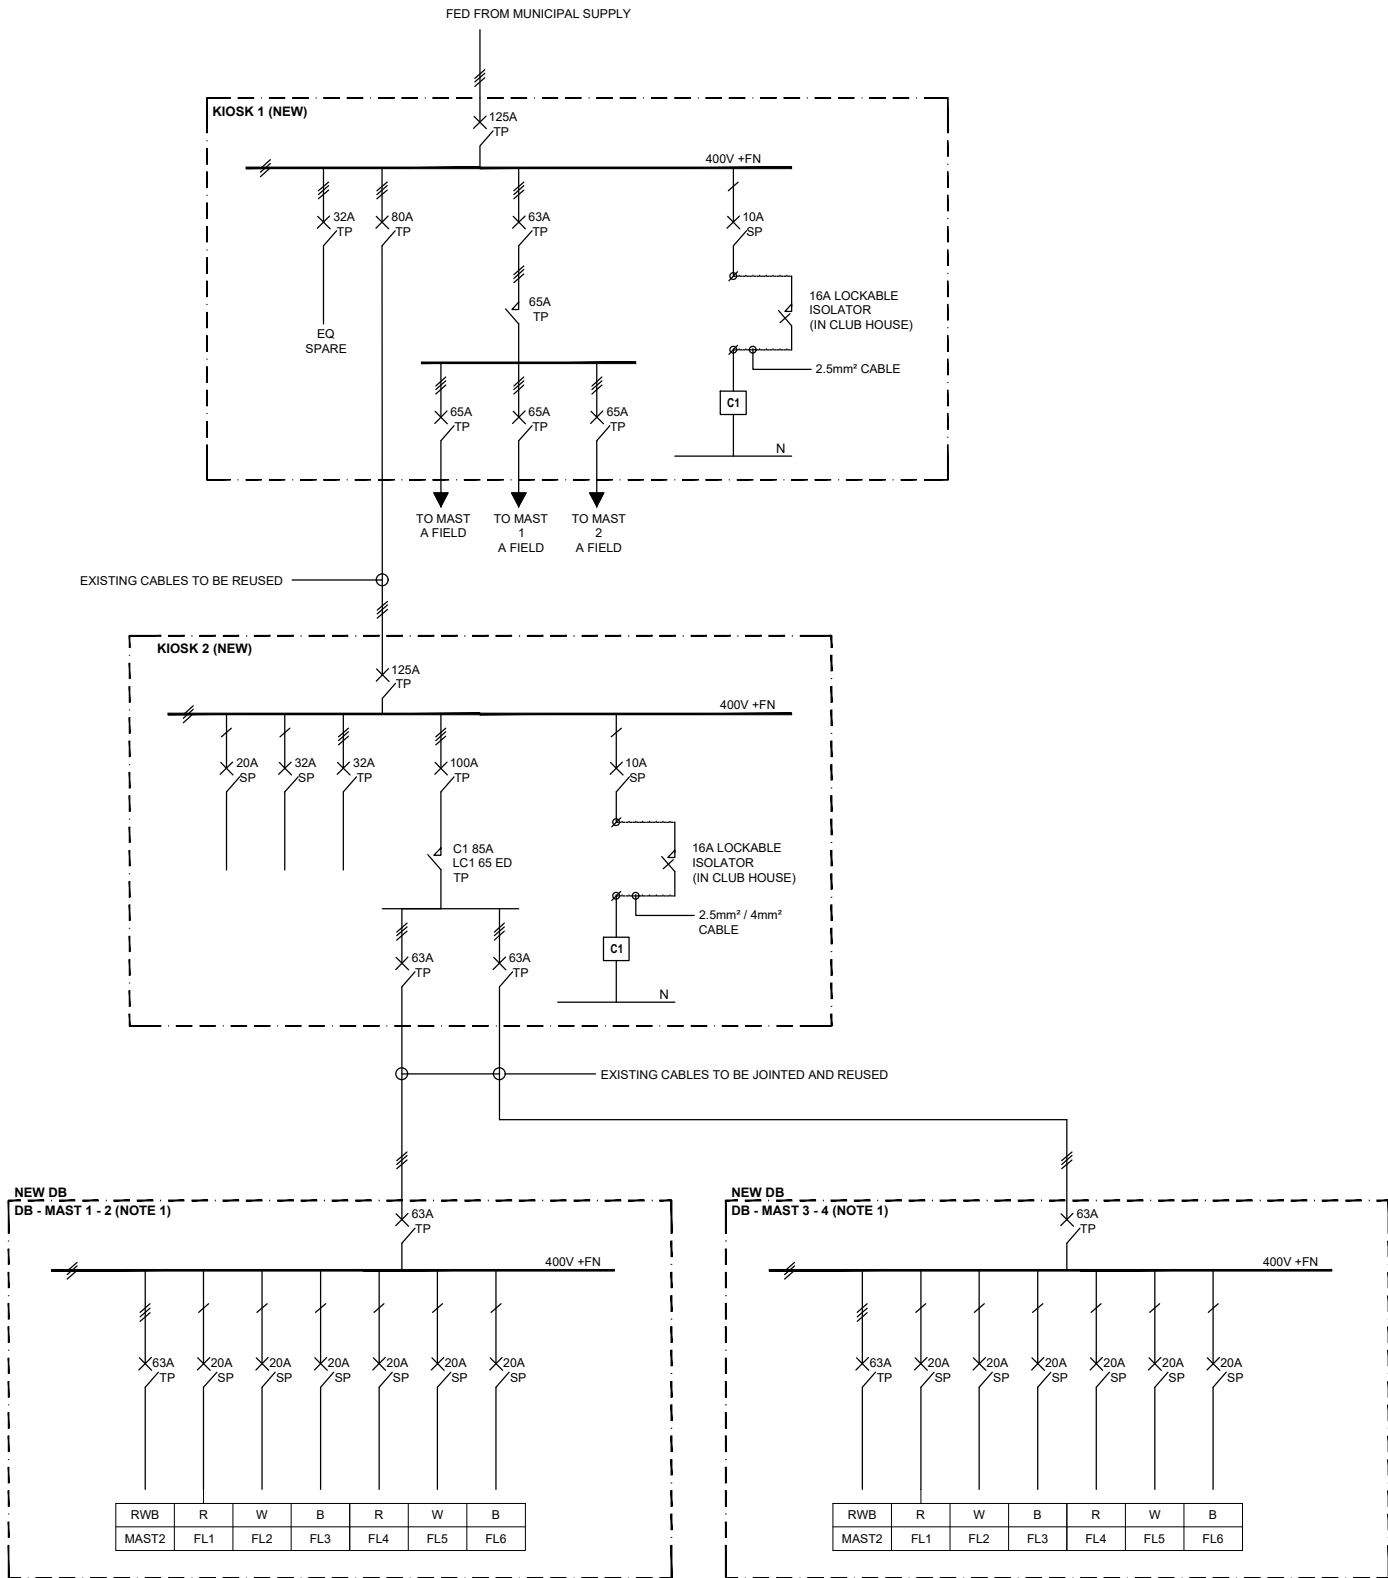 FED FROM MUNICIPAL SUPPLY
KIOSK 1 (NEW)
125A
TP
400V +FN
32A
TP
80A
TP
63A
TP
10A
SP
65A
TP
16A LOCKABLE
ISOLATOR
(IN CLUB HOUSE)
EQ
SPARE
2.5mm² CABLE
C1
65A
TP
65A
TP
65A
TP
N
TO MAST
A FIELD
TO MAST
1
A FIELD
TO MAST
2
A FIELD
EXISTING CABLES TO BE REUSED
KIOSK 2 (NEW)
125A
TP
400V +FN
20A
SP
32A
SP
32A
TP
100A
TP
10A
SP
C1 85A
LC1 65 ED
TP
16A LOCKABLE
ISOLATOR
(IN CLUB HOUSE)
2.5mm² / 4mm²
CABLE
C1
63A
TP
63A
TP
N
EXISTING CABLES TO BE JOINTED AND REUSED
NEW DB
DB - MAST 1 - 2 (NOTE 1)
63A
TP
400V +FN
63A
TP
20A
SP
20A
SP
20A
SP
20A
SP
20A
SP
20A
SP
RWB R W B R W B
MAST2 FL1 FL2 FL3 FL4 FL5 FL6
NEW DB
DB - MAST 3 - 4 (NOTE 1)
63A
TP
400V +FN
63A
TP
20A
SP
20A
SP
20A
SP
20A
SP
20A
SP
20A
SP
RWB R W B R W B
MAST2 FL1 FL2 FL3 FL4 FL5 FL6